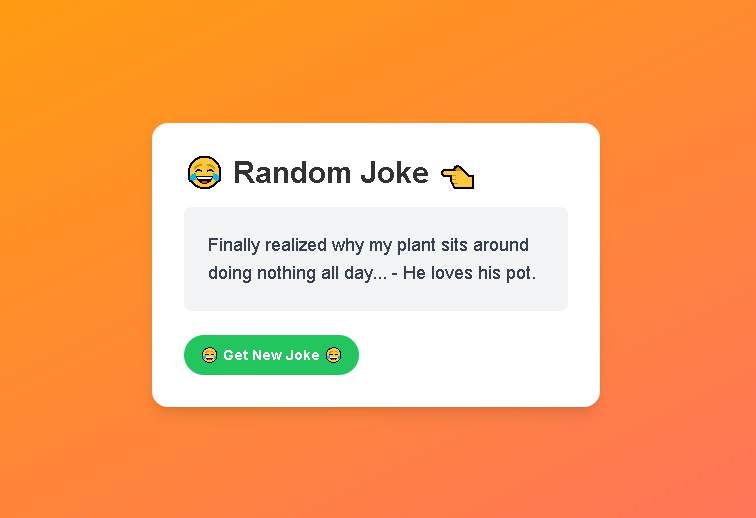 😂 Random Joke 👈
Finally realized why my plant sits around
doing nothing all day... - He loves his pot.
😂 Get New Joke 😂